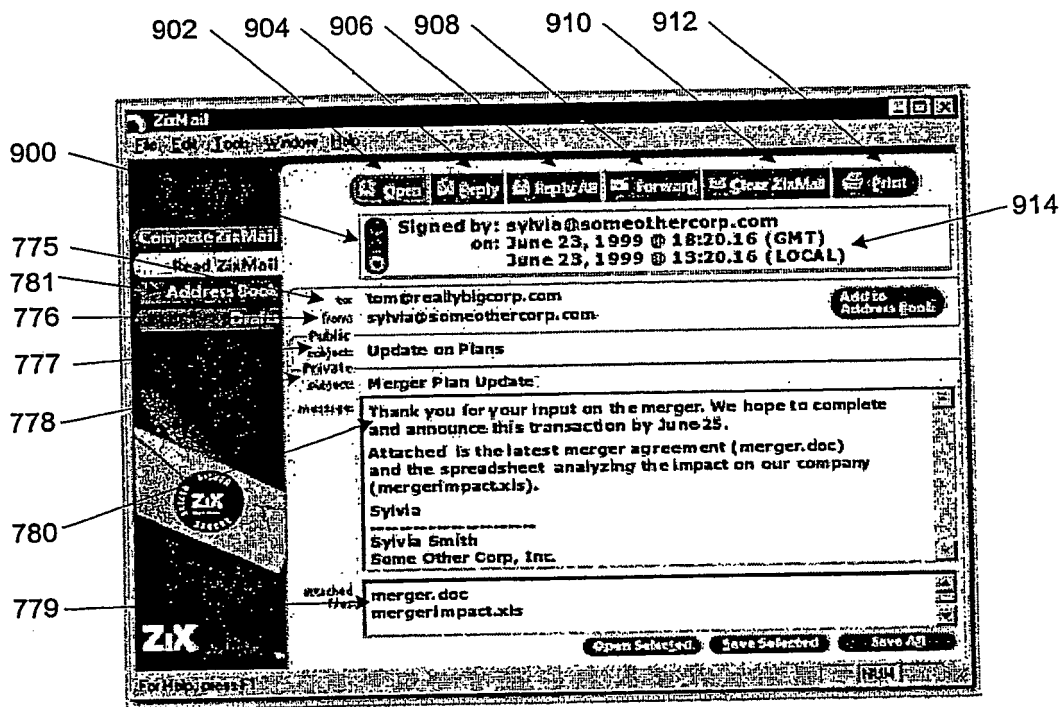 902 904 906 908 910 912
ZixMail
File Edit Tools Window Help
900
Open Reply Reply All Forward Clear ZixMail Print
914
Signed by: sylvia@someothercorp.com
on: June 23, 1999 @ 18:20.16 (GMT)
June 23, 1999 @ 13:20.16 (LOCAL)
Compose ZixMail
775
Read ZixMail
781
Address Book
to: tom@reallybigcorp.com
Add to
Address Book
776
Drafts
from: sylvia@someothercorp.com
Public
subject: Update on Plans
777
Private
subject: Merger Plan Update
778
message: Thank you for your input on the merger. We hope to complete
and announce this transaction by June 25.
Attached is the latest merger agreement (merger.doc)
and the spreadsheet analyzing the impact on our company
(mergerimpact.xls).
Sylvia
--------------------
Sylvia Smith
Some Other Corp, Inc.
780
ZiX
779
attached
files: merger.doc
mergerimpact.xls
ZiX
Open Selected Save Selected Save All
For Help, press F1
NUM